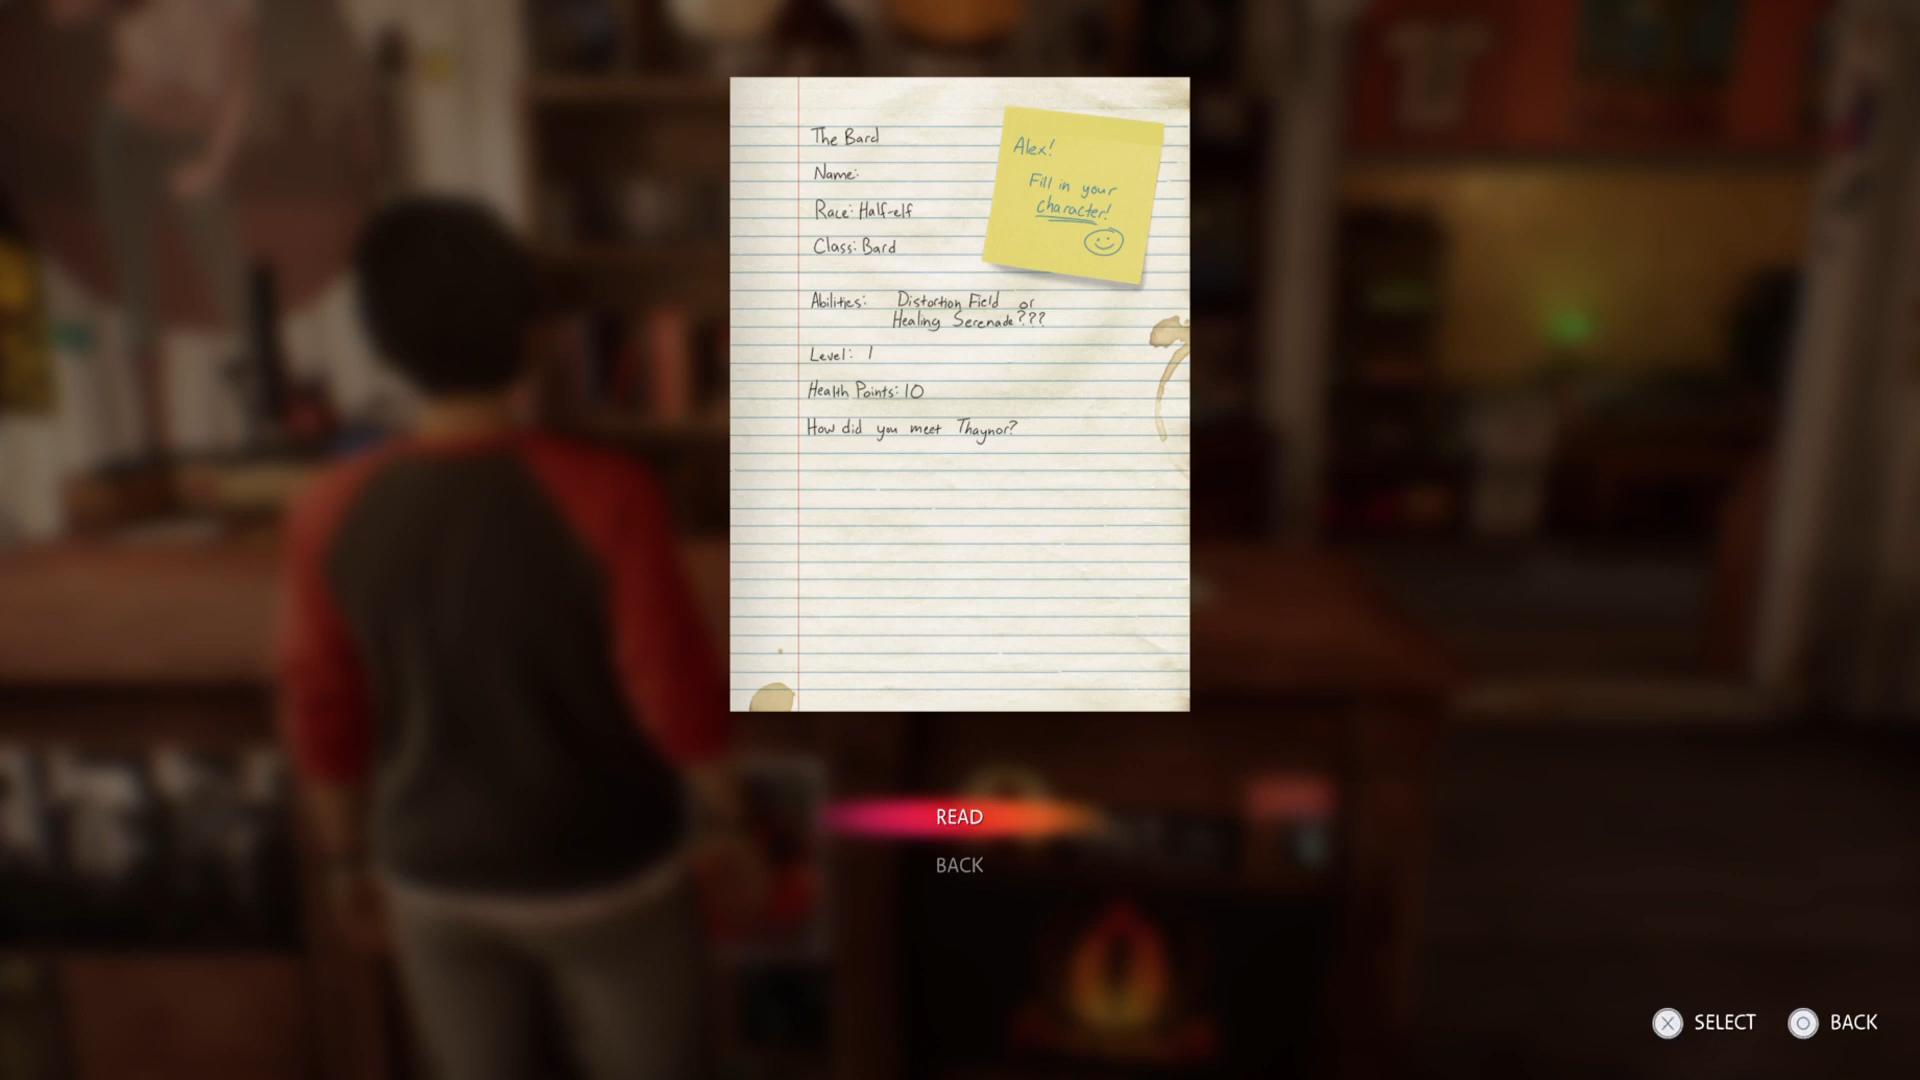 The Bard
Name:
Race: Half-elf
Class: Bard
Abilities: Distortion Field or
Healing Serenade???
Level: 1
Health Points: 10
How did you meet Thaynor?
Alex!
Fill in your
character!
READ
BACK
SELECT
BACK